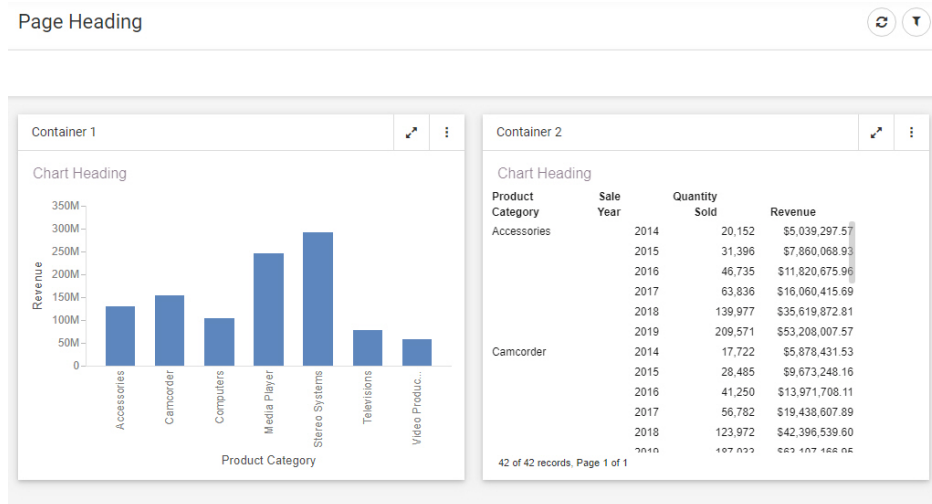 Page Heading
Container 1
Chart Heading
350M
300M
250M
200M
150M
100M
50M
0
Revenue
Accessories
Camcorder
Computers
Media Player
Stereo Systems
Televisions
Video Produc...
Product Category
Container 2
Chart Heading
Product Sale Quantity
Category Year Sold Revenue
Accessories 2014 20,152 $5,039,297.57
2015 31,396 $7,860,068.93
2016 46,735 $11,820,675.96
2017 63,836 $16,060,415.69
2018 139,977 $35,619,872.81
2019 209,571 $53,208,007.57
Camcorder 2014 17,722 $5,878,431.53
2015 28,485 $9,673,248.16
2016 41,250 $13,971,708.11
2017 56,782 $19,438,607.89
2018 123,972 $42,396,539.60
2019
42 of 42 records, Page 1 of 1